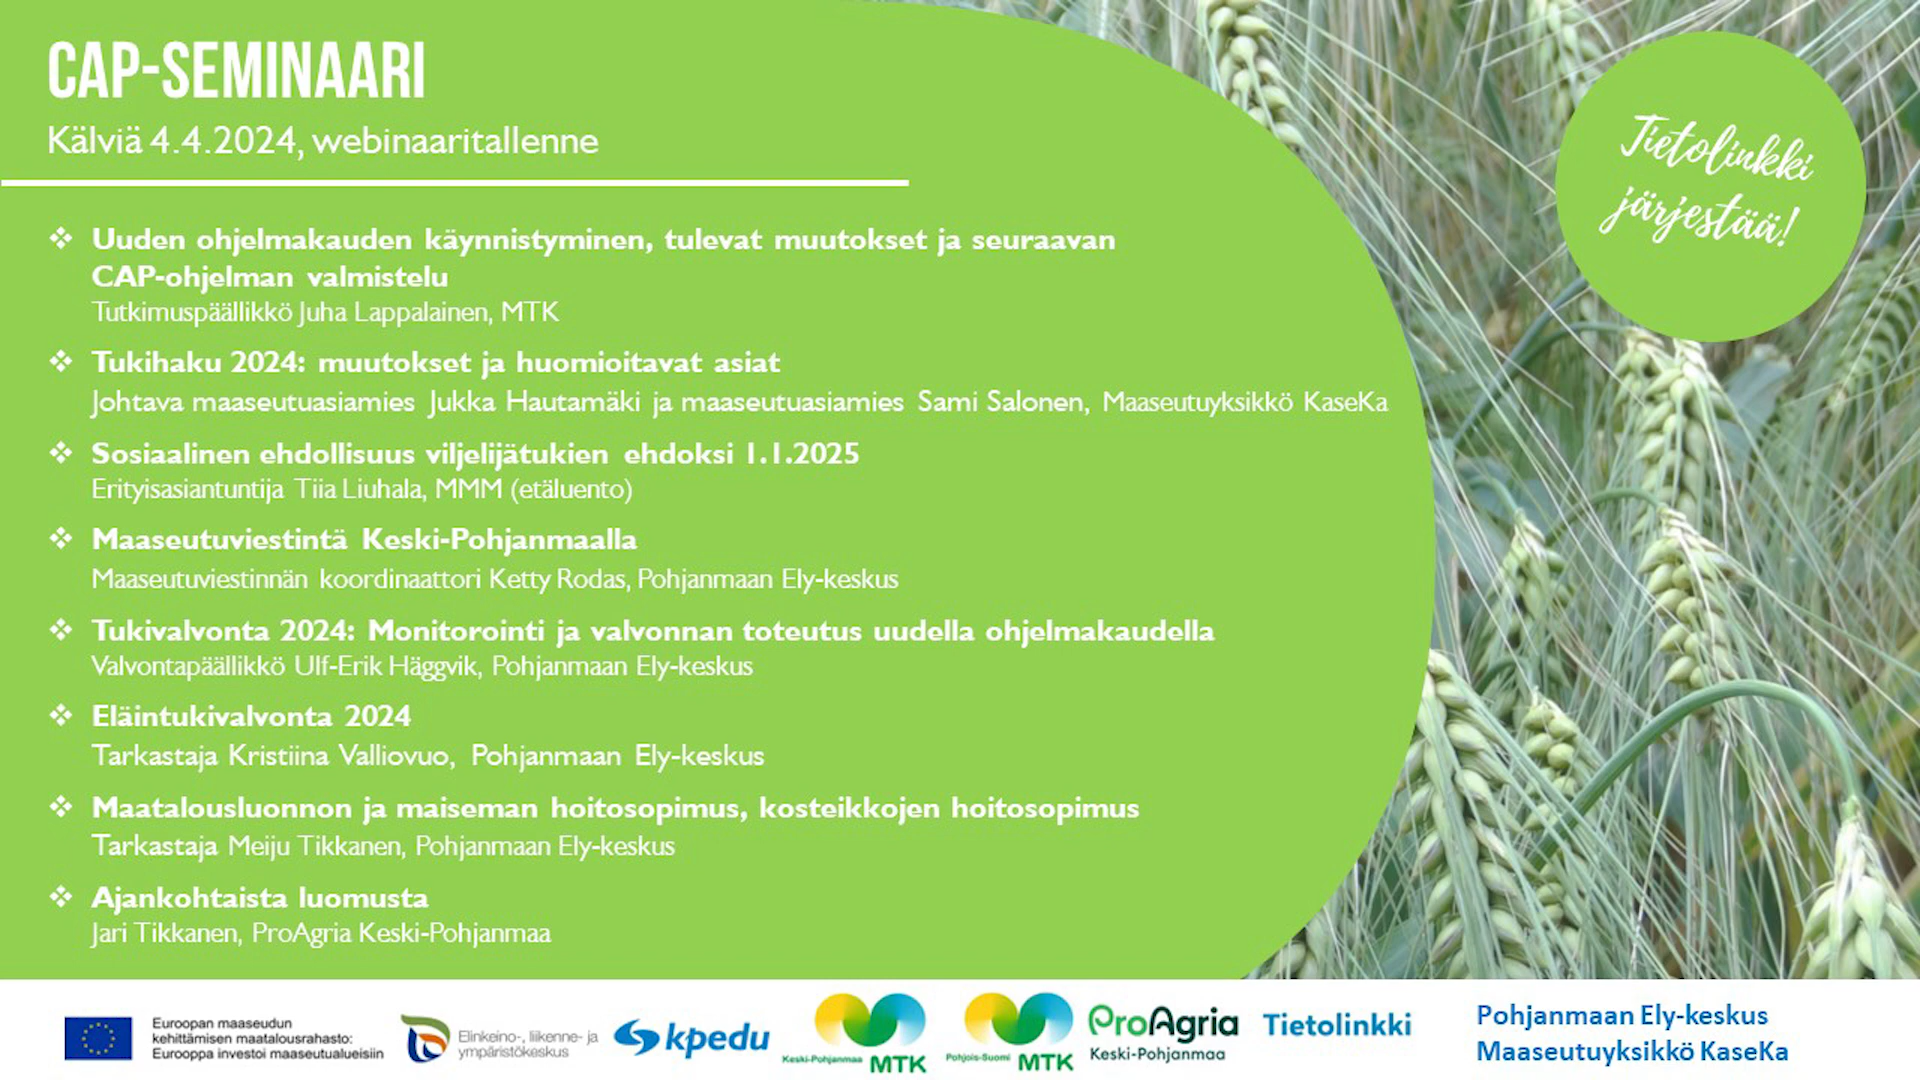 CAP-SEMINAARI
Kälviä 4.4.2024, webinaaritallenne
Tietolinkki
järjestää!
❖ Uuden ohjelmakauden käynnistyminen, tulevat muutokset ja seuraavan
CAP-ohjelman valmistelu
Tutkimuspäällikkö Juha Lappalainen, MTK
❖ Tukihaku 2024: muutokset ja huomioitavat asiat
Johtava maaseutuasiamies Jukka Hautamäki ja maaseutuasiamies Sami Salonen, Maaseutuyksikkö KaseKa
❖ Sosiaalinen ehdollisuus viljelijätukien ehdoksi 1.1.2025
Erityisasiantuntija Tiia Liuhala, MMM (etäluento)
❖ Maaseutuviestintä Keski-Pohjanmaalla
Maaseutuviestinnän koordinaattori Ketty Rodas, Pohjanmaan Ely-keskus
❖ Tukivalvonta 2024: Monitorointi ja valvonnan toteutus uudella ohjelmakaudella
Valvontapäällikkö Ulf-Erik Häggvik, Pohjanmaan Ely-keskus
❖ Eläintukivalvonta 2024
Tarkastaja Kristiina Valliovuo, Pohjanmaan Ely-keskus
❖ Maatalousluonnon ja maiseman hoitosopimus, kosteikkojen hoitosopimus
Tarkastaja Meiju Tikkanen, Pohjanmaan Ely-keskus
❖ Ajankohtaista luomusta
Jari Tikkanen, ProAgria Keski-Pohjanmaa
Euroopan maaseudun
kehittämisen maatalousrahasto:
Eurooppa investoi maaseutualueisiin
Elinkeino-, liikenne- ja
ympäristökeskus
kpedu
Keski-Pohjanmaa MTK
Pohjois-Suomi MTK
ProAgria
Keski-Pohjanmaa
Tietolinkki
Pohjanmaan Ely-keskus
Maaseutuyksikkö KaseKa